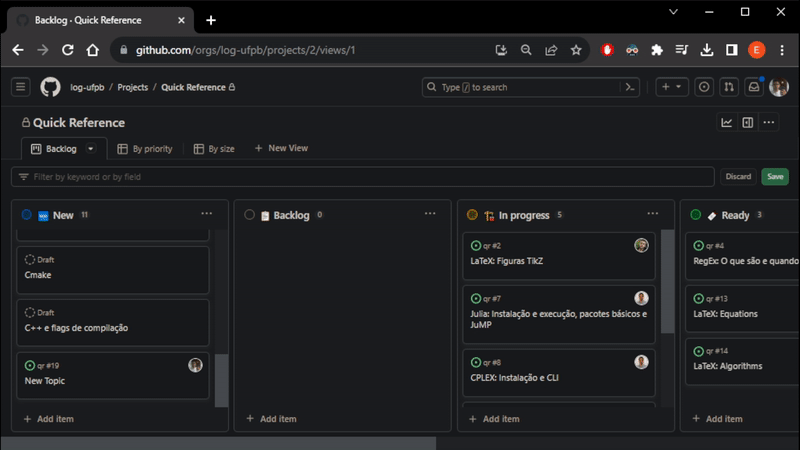 Backlog · Quick Reference
github.com/orgs/log-ufpb/projects/2/views/1
E
log-ufpb / Projects / Quick Reference
Type / to search
Quick Reference
Backlog
By priority
By size
+ New View
Filter by keyword or by field
Discard
Save
New 11
Draft
Cmake
Draft
C++ e flags de compilação
qr #19
New Topic
+ Add item
Backlog 0
+ Add item
In progress 5
qr #2
LaTeX: Figuras TikZ
qr #7
Julia: Instalação e execução, pacotes básicos e
JuMP
qr #8
CPLEX: Instalação e CLI
+ Add item
Ready 3
qr #4
RegEx: O que são e quando
qr #13
LaTeX: Equations
qr #14
LaTeX: Algorithms
+ Add item